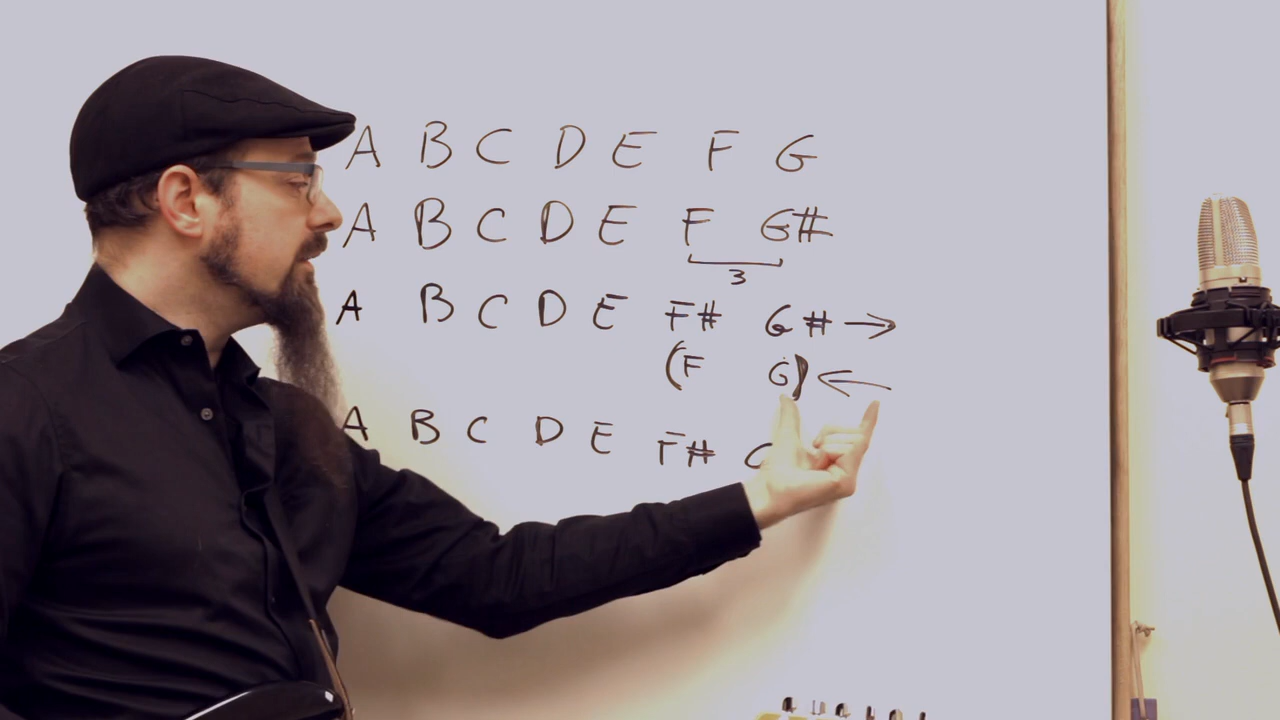 A B C D E F G
A B C D E F G#
3
A B C D E F# G# →
(F G) ←
A B C D E F#